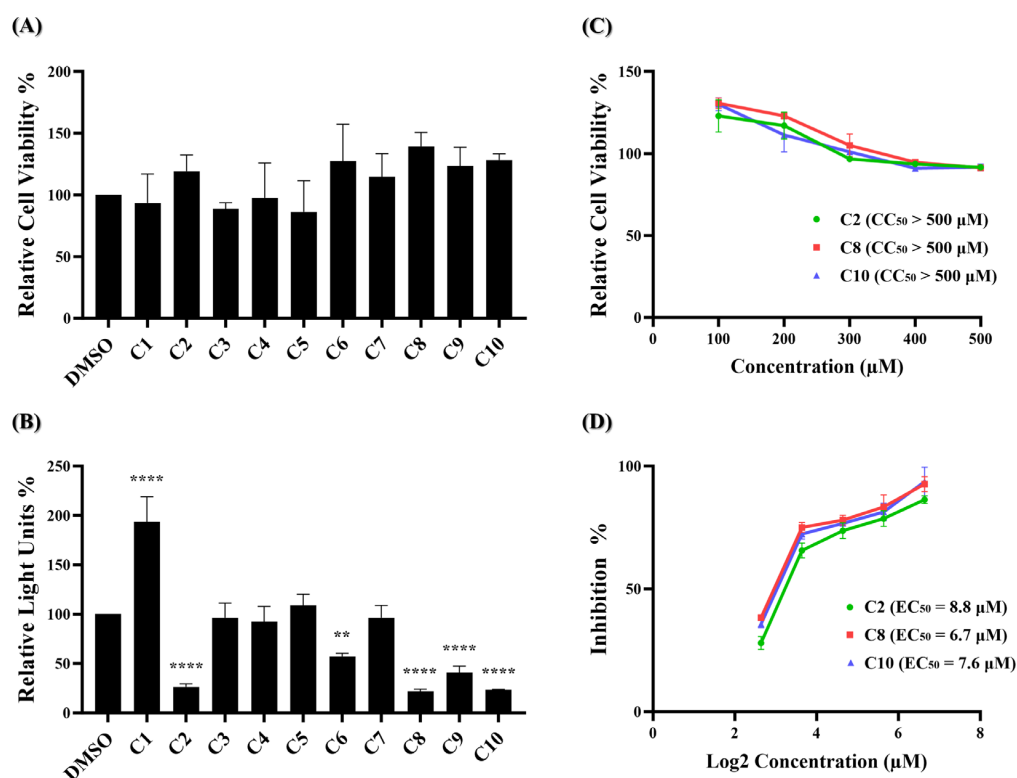 (A)
Relative Cell Viability %
200
150
100
50
0
DMSO
C1
C2
C3
C4
C5
C6
C7
C8
C9
C10
(C)
Relative Cell Viability %
150
100
50
0
0
100
200
300
400
500
Concentration (µM)
C2 (CC₅₀ > 500 µM)
C8 (CC₅₀ > 500 µM)
C10 (CC₅₀ > 500 µM)
(B)
Relative Light Units %
250
200
150
100
50
0
****
****
**
****
****
****
DMSO
C1
C2
C3
C4
C5
C6
C7
C8
C9
C10
(D)
Inhibition %
100
50
0
0
2
4
6
8
Log2 Concentration (µM)
C2 (EC₅₀ = 8.8 µM)
C8 (EC₅₀ = 6.7 µM)
C10 (EC₅₀ = 7.6 µM)